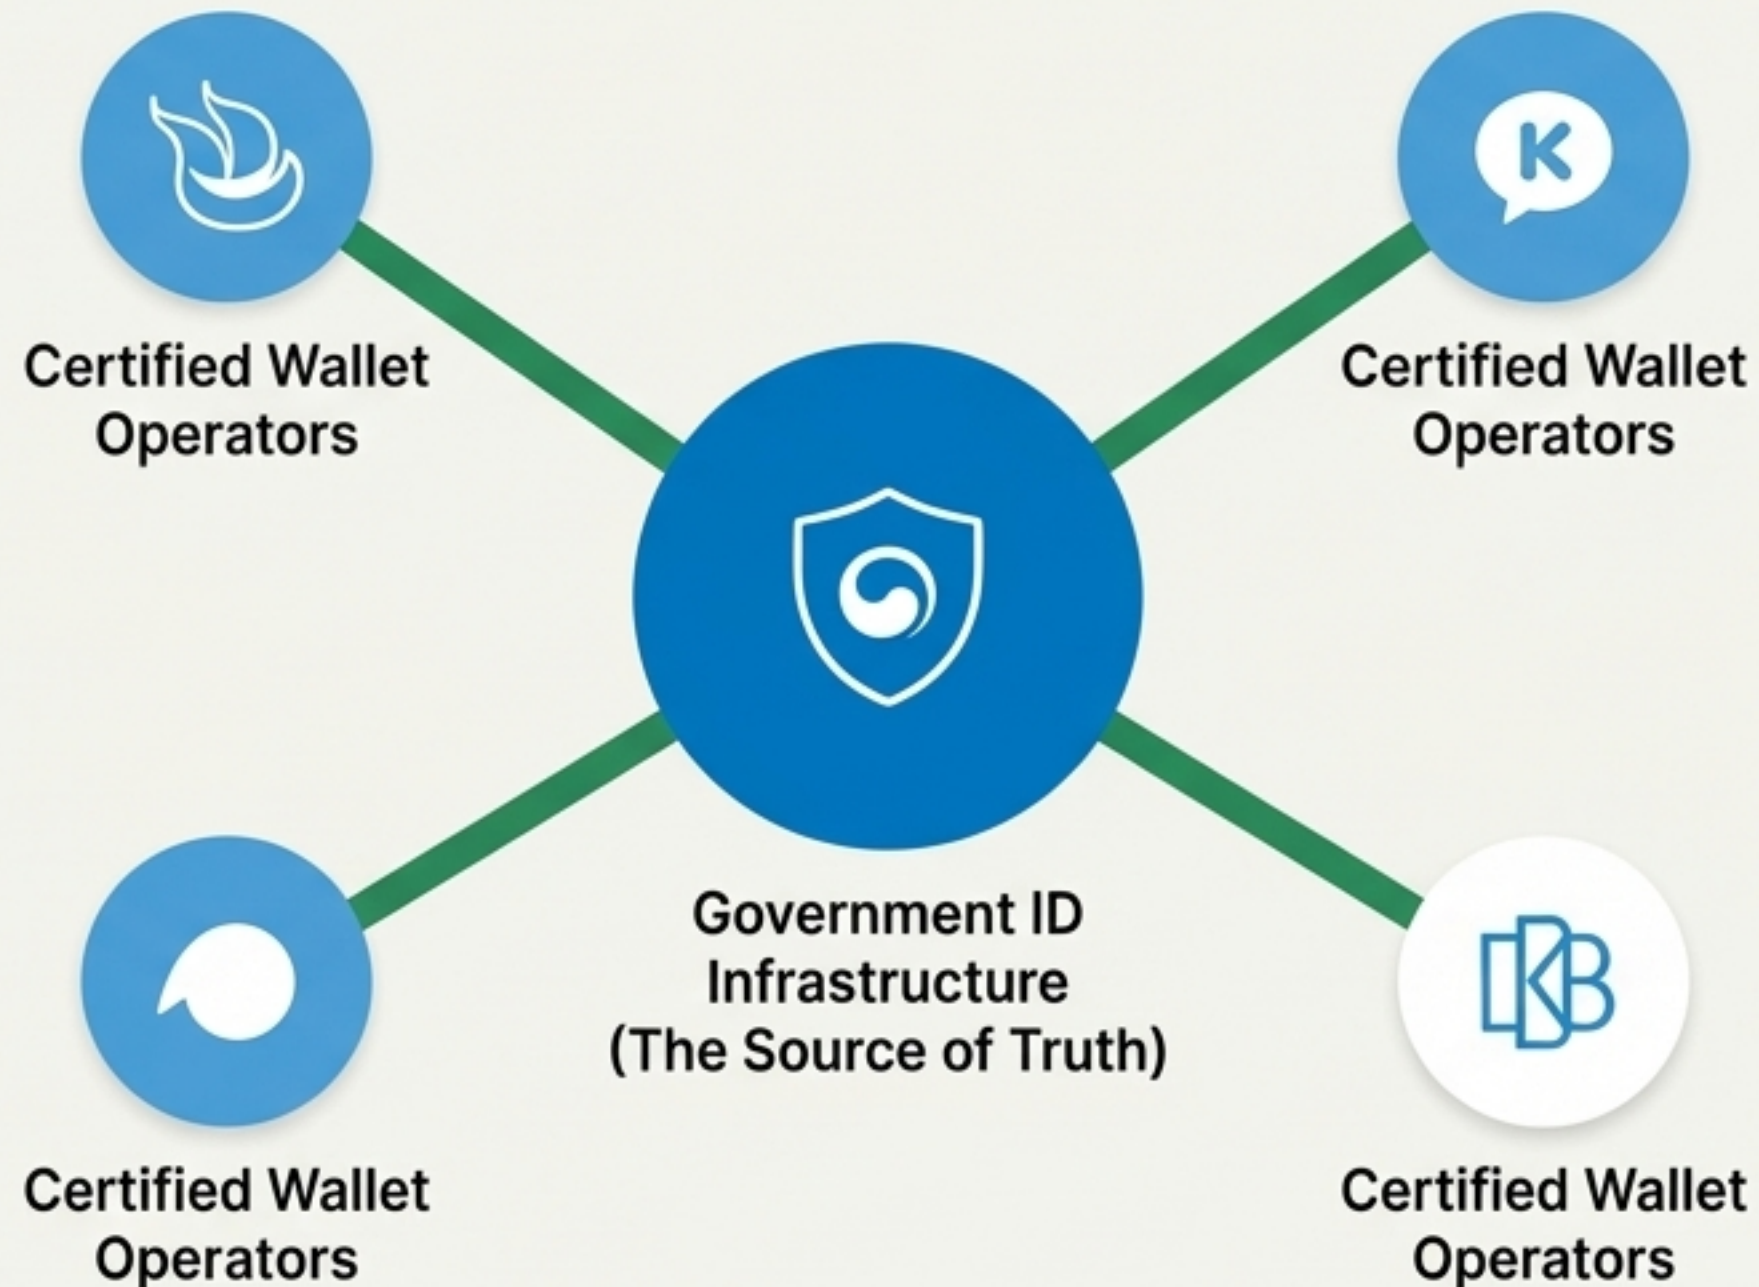 K
Certified Wallet
Operators
Certified Wallet
Operators
Government ID
Infrastructure
(The Source of Truth)
KB
Certified Wallet
Operators
Certified Wallet
Operators